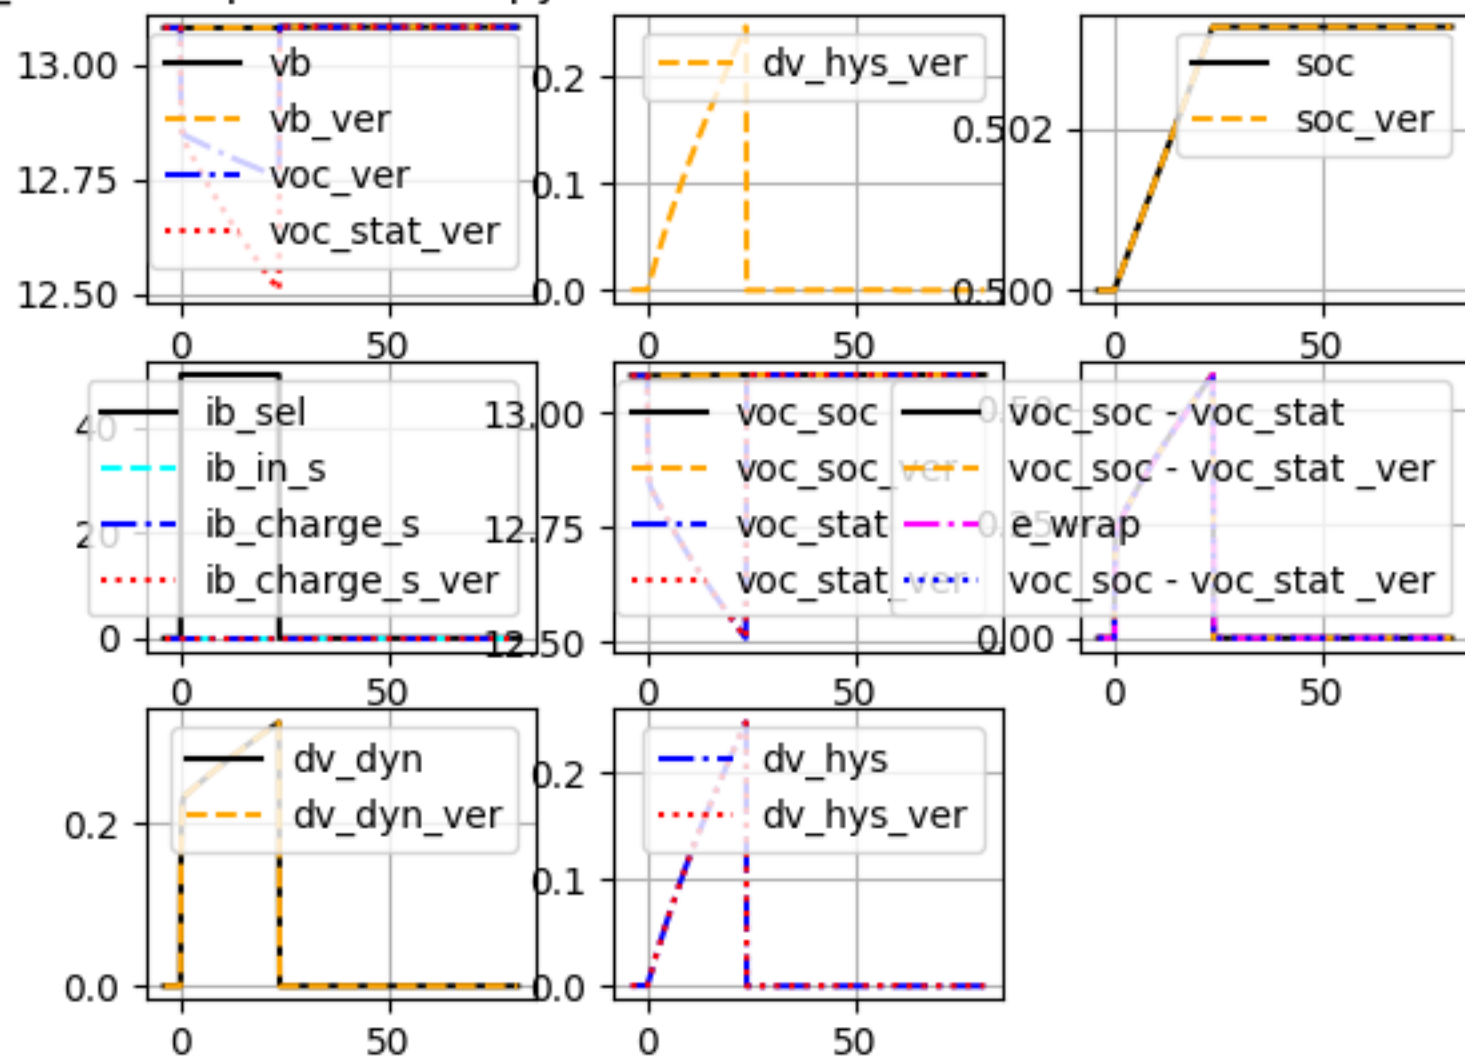 13.00
12.75
12.50
vb
vb_ver
voc_ver
voc_stat_ver
0 50
0.2
0.1
0.0
dv_hys_ver
0 50
0.502
0.500
soc
soc_ver
0 50
40
20
0
ib_sel
ib_in_s
ib_charge_s
ib_charge_s_ver
0 50
13.00
12.75
12.50
voc_soc
voc_soc_ver
voc_stat
voc_stat_ver
0 50
0.00
voc_soc - voc_stat
voc_soc - voc_stat _ver
e_wrap
voc_soc - voc_stat _ver
0 50
0.2
0.0
dv_dyn
dv_dyn_ver
0 50
0.2
0.1
0.0
dv_hys
dv_hys_ver
0 50